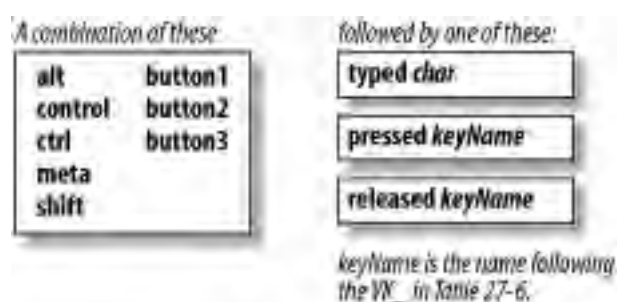 A combination of these
alt button1
control button2
ctrl button3
meta
shift
followed by one of these:
typed char
pressed keyName
released keyName
keyName is the name following
the VK_ in Table 27-6.